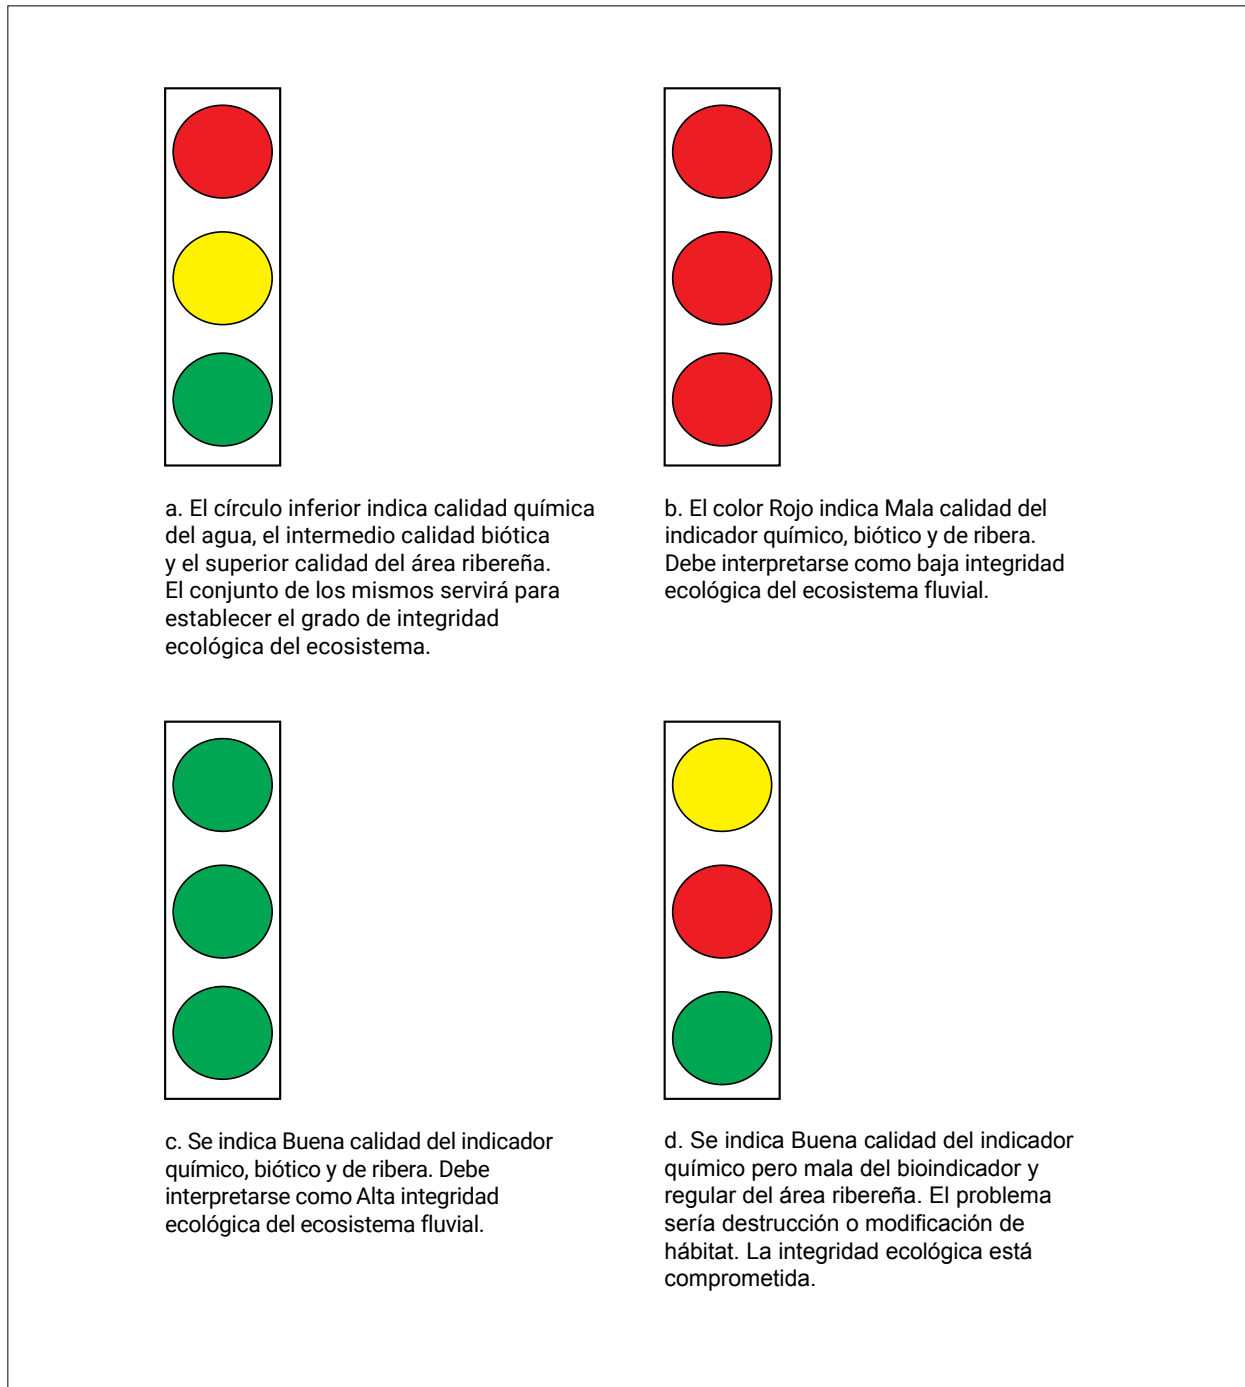 a. El círculo inferior indica calidad química
del agua, el intermedio calidad biótica
y el superior calidad del área ribereña.
El conjunto de los mismos servirá para
establecer el grado de integridad
ecológica del ecosistema.
b. El color Rojo indica Mala calidad del
indicador químico, biótico y de ribera.
Debe interpretarse como baja integridad
ecológica del ecosistema fluvial.
c. Se indica Buena calidad del indicador
químico, biótico y de ribera. Debe
interpretarse como Alta integridad
ecológica del ecosistema fluvial.
d. Se indica Buena calidad del indicador
químico pero mala del bioindicador y
regular del área ribereña. El problema
sería destrucción o modificación de
hábitat. La integridad ecológica está
comprometida.